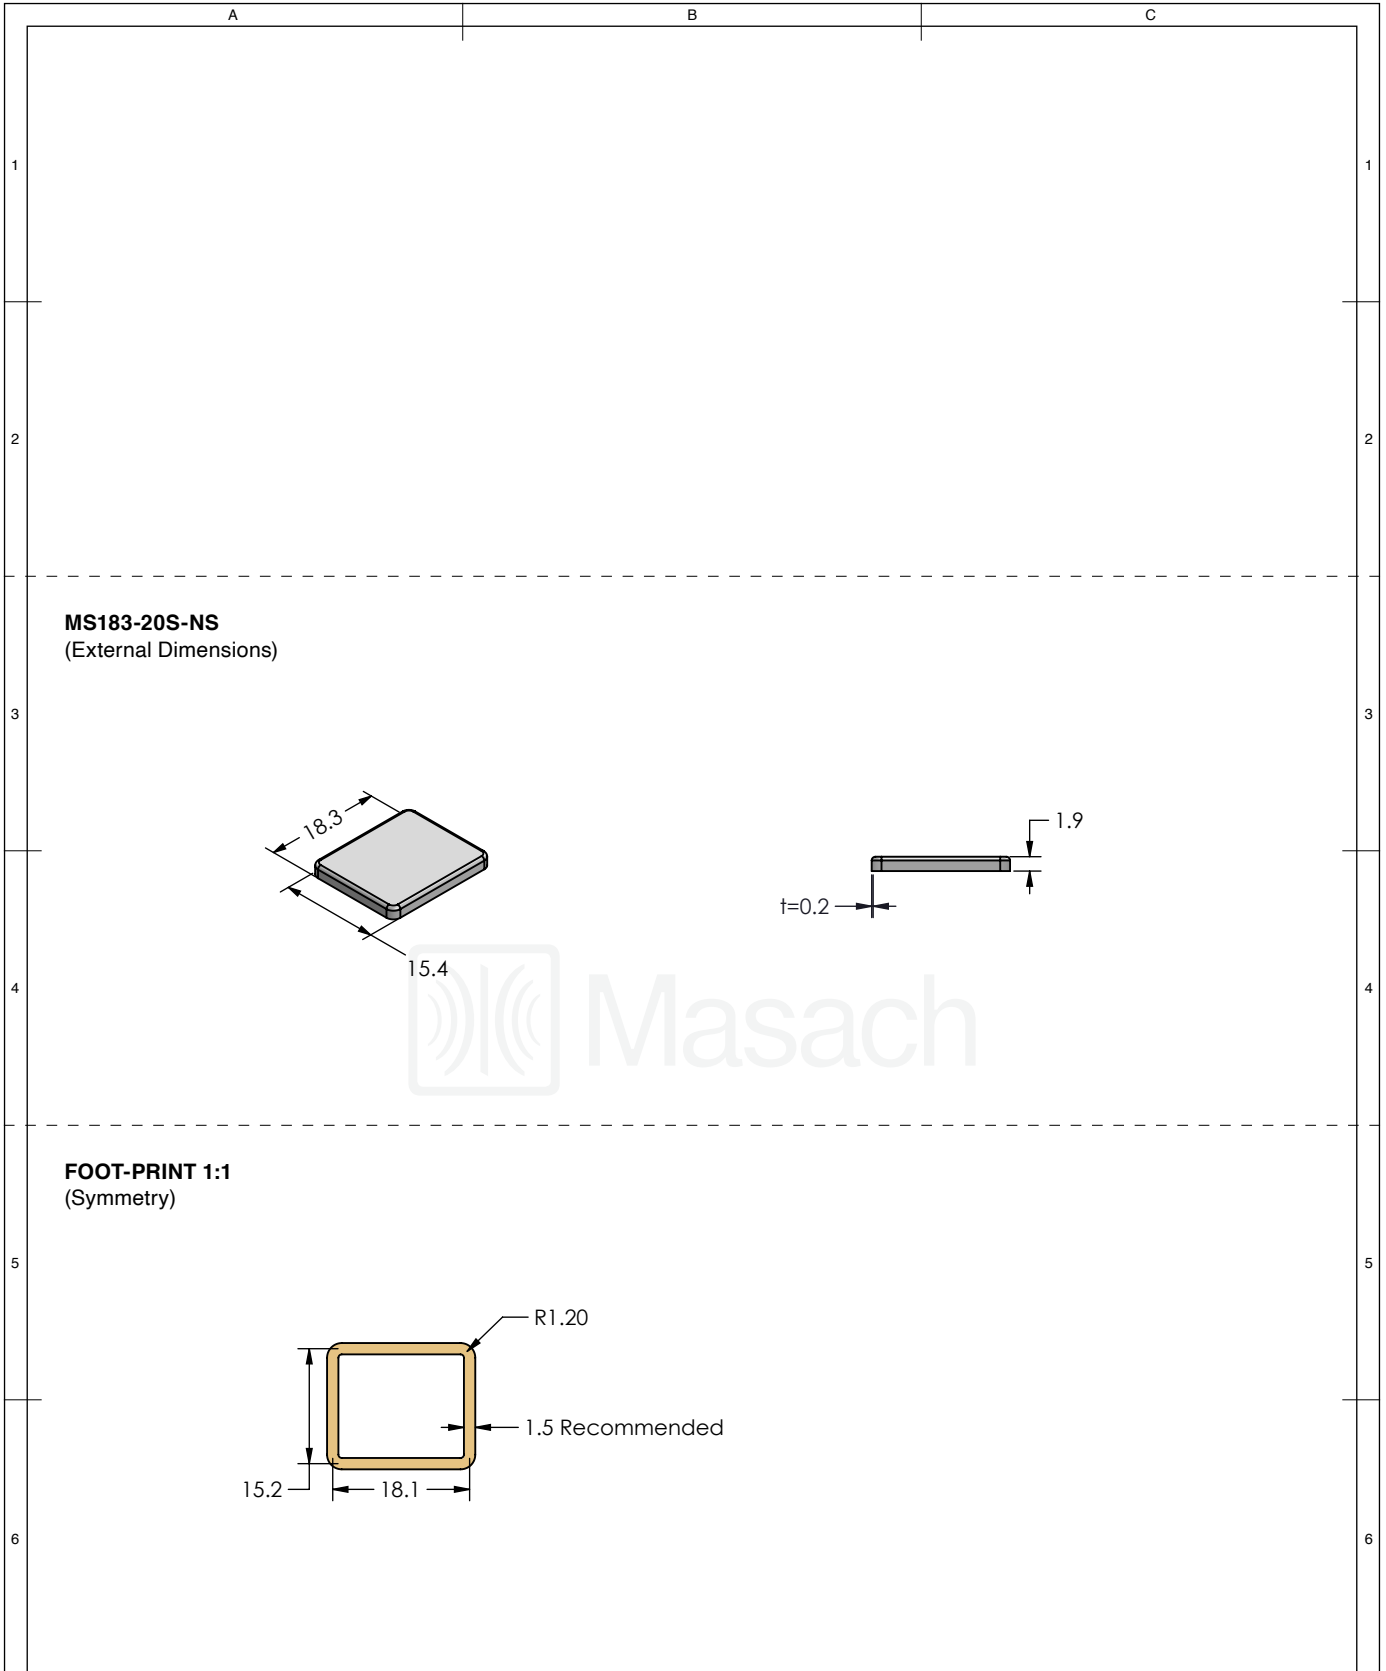 A B C
1 1
2 2
MS183-20S-NS
(External Dimensions)
3 3
18.3
1.9
t=0.2
15.4
Masach
4 4
FOOT-PRINT 1:1
(Symmetry)
5 5
R1.20
1.5 Recommended
15.2 18.1
6 6